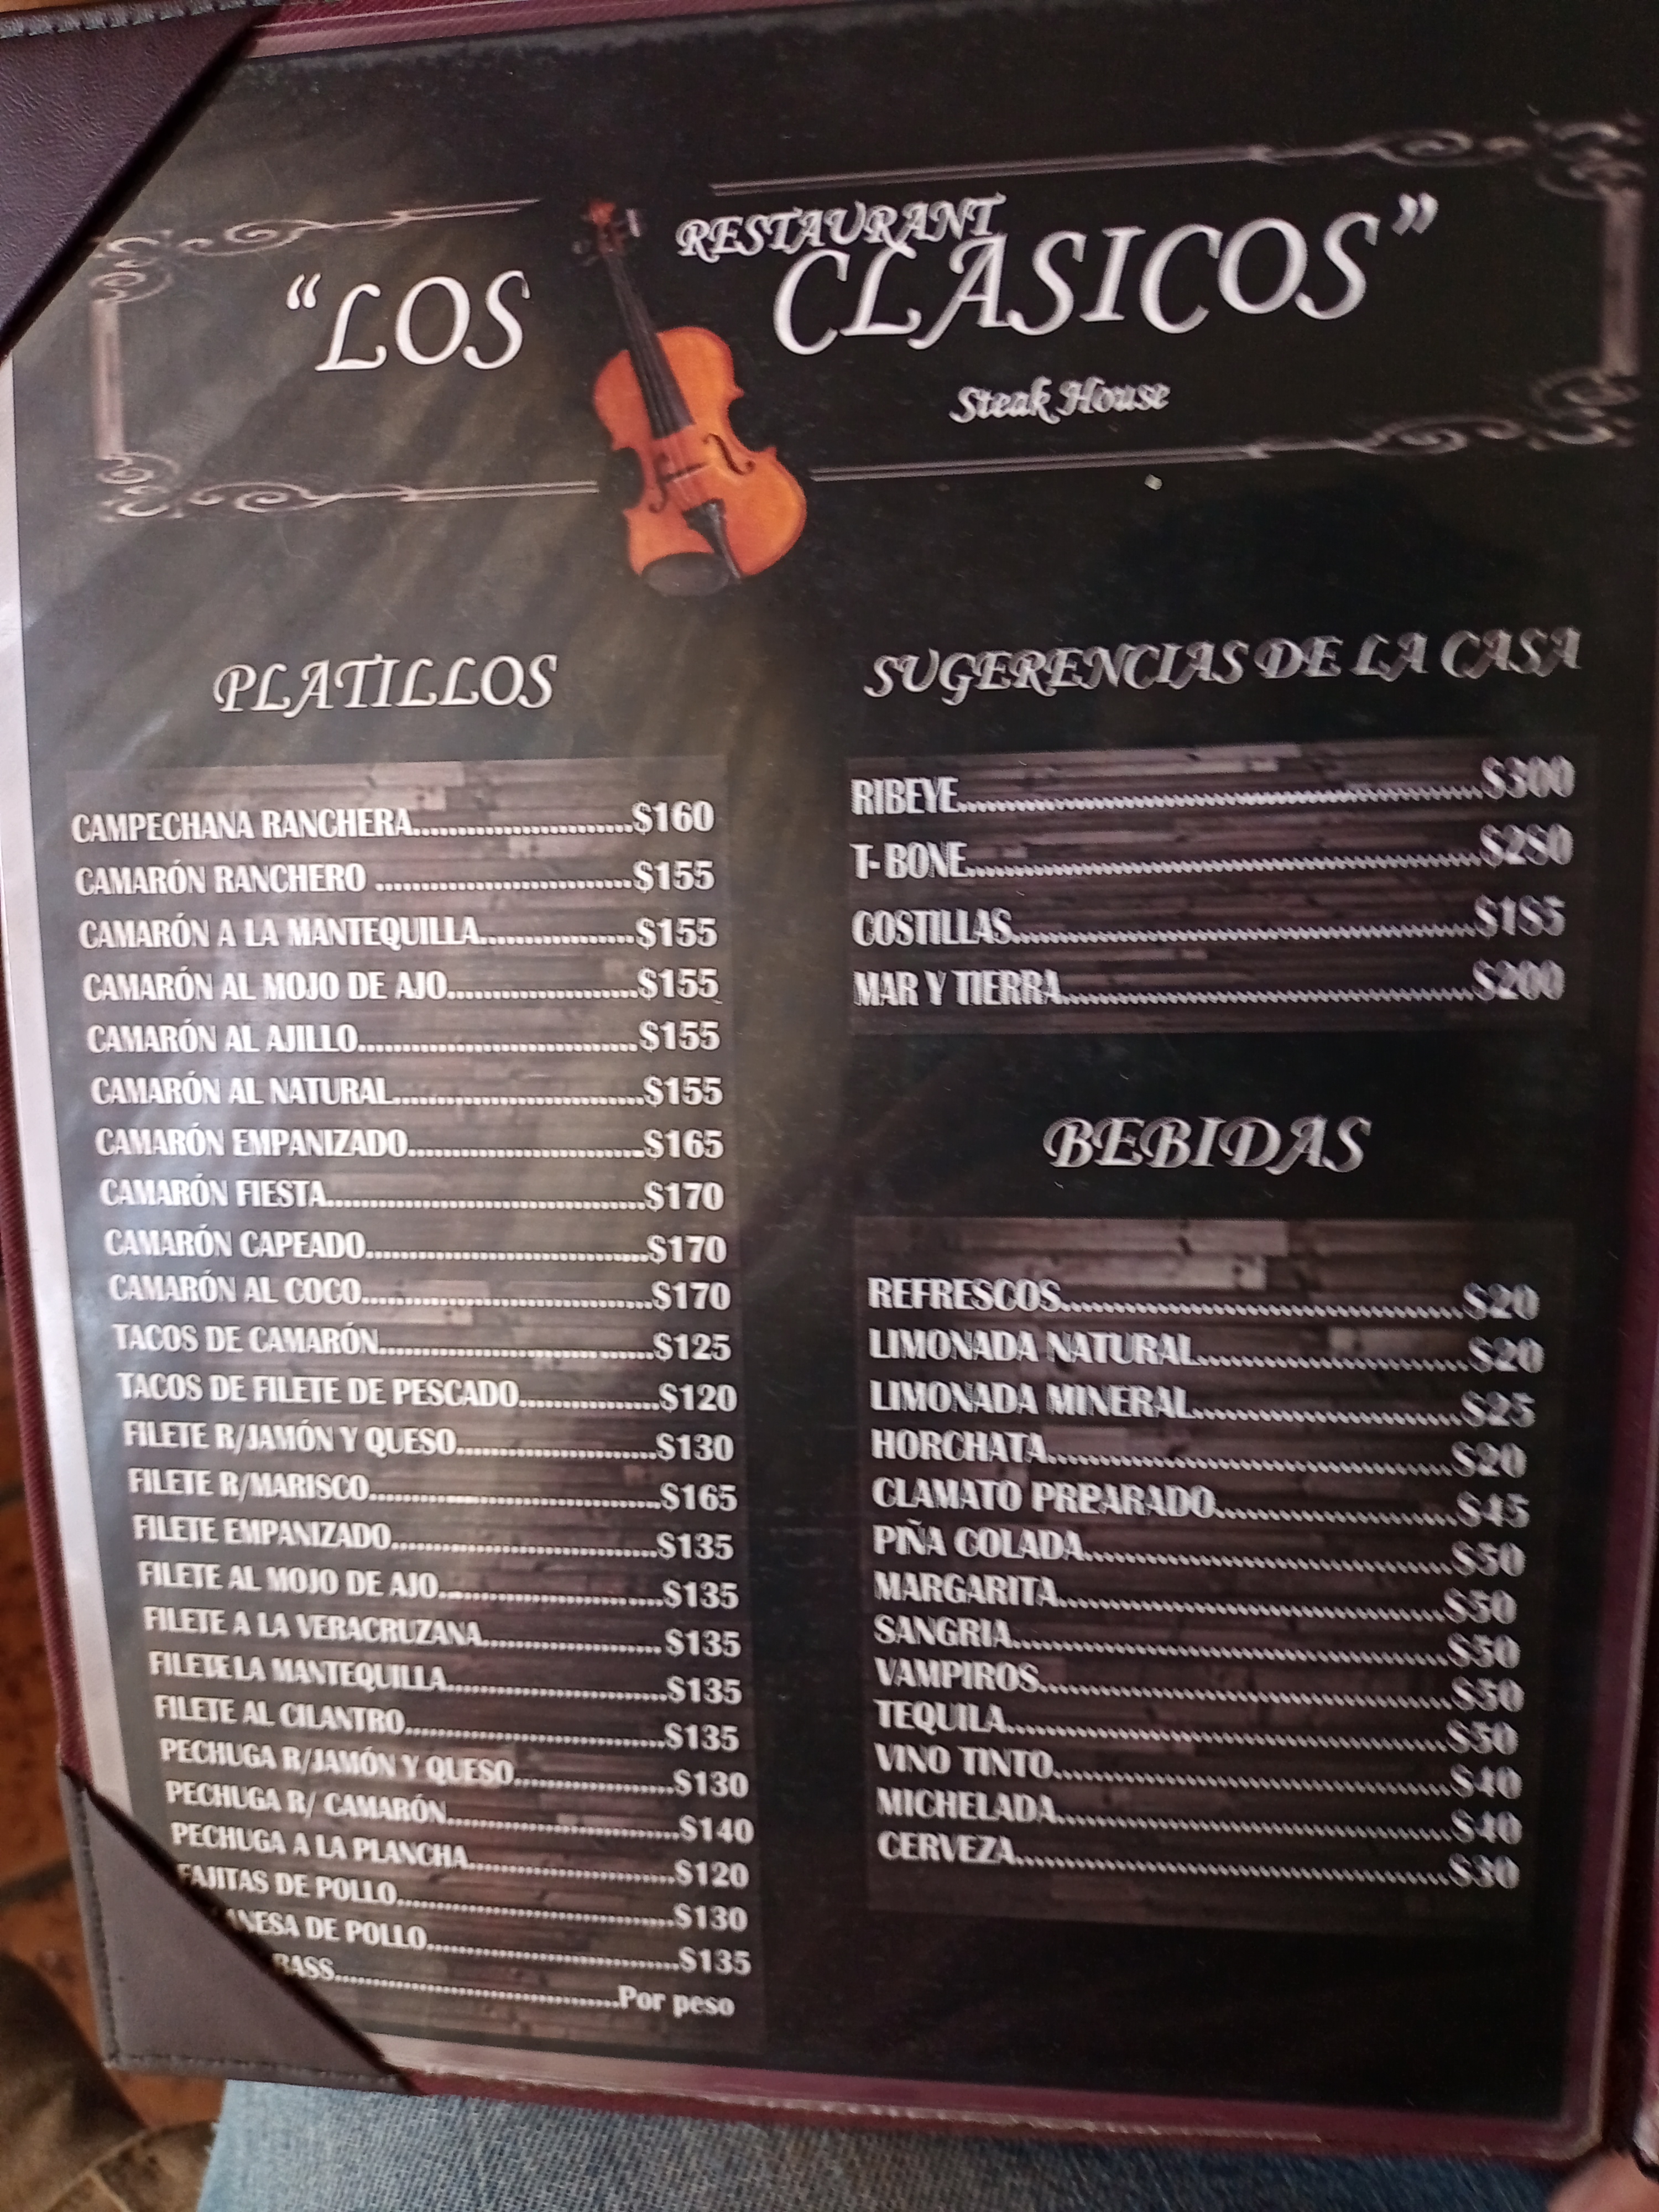 RESTAURANT
"LOS CLASICOS"
Steak House
PLATILLOS
CAMPECHANA RANCHERA.........................$160
CAMARÓN RANCHERO .............................$155
CAMARÓN A LA MANTEQUILLA..................$155
CAMARÓN AL MOJO DE AJO......................$155
CAMARÓN AL AJILLO................................$155
CAMARÓN AL NATURAL.............................$155
CAMARÓN EMPANIZADO...........................$165
CAMARÓN FIESTA....................................$170
CAMARÓN CAPEADO................................$170
CAMARÓN AL COCO.................................$170
TACOS DE CAMARÓN...............................$125
TACOS DE FILETE DE PESCADO................$120
FILETE R/JAMÓN Y QUESO.......................$130
FILETE R/MARISCO.................................$165
FILETE EMPANIZADO..............................$135
FILETE AL MOJO DE AJO.........................$135
FILETE A LA VERACRUZANA.................... $135
FILETE LA MANTEQUILLA.........................$135
FILETE AL CILANTRO.............................$135
PECHUGA R/JAMÓN Y QUESO..................$130
PECHUGA R/ CAMARÓN..........................$140
PECHUGA A LA PLANCHA........................$120
FAJITAS DE POLLO................................$130
ANESA DE POLLO.............................$135
BASS.................................Por peso
SUGERENCIAS DE LA CASA
RIBEYE............................................................$300
T-BONE...........................................................$280
COSTILLAS......................................................$185
MAR Y TIERRA................................................$200
BEBIDAS
REFRESCOS.............................................$20
LIMONADA NATURAL..............................$20
LIMONADA MINERAL..............................$25
HORCHATA.............................................$20
CLAMATO PREPARADO...........................$45
PIÑA COLADA.........................................$50
MARGARITA...........................................$50
SANGRIA................................................$50
VAMPIROS.............................................$50
TEQUILA................................................$50
VINO TINTO...........................................$40
MICHELADA...........................................$40
CERVEZA................................................$30